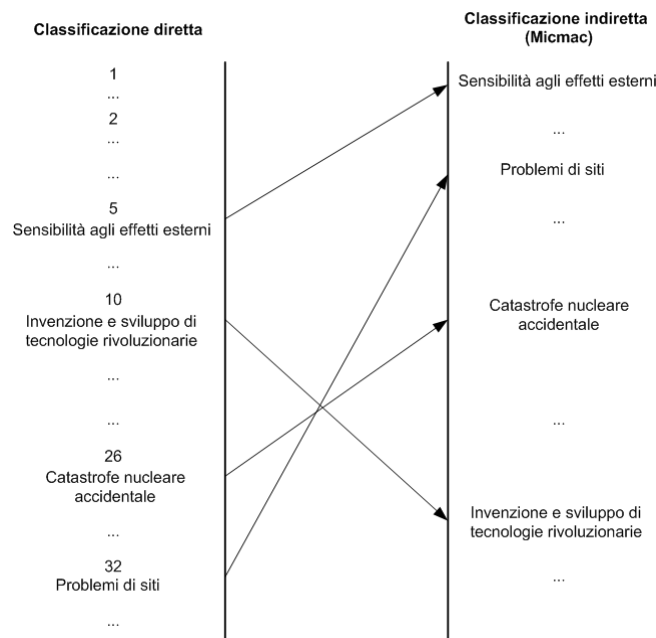 Classificazione diretta
1
...
2
...
...
5
Sensibilità agli effetti esterni
...
10
Invenzione e sviluppo di
tecnologie rivoluzionarie
...
...
26
Catastrofe nucleare
accidentale
...
32
Problemi di siti
...
Classificazione indiretta
(Micmac)
Sensibilità agli effetti esterni
...
Problemi di siti
...
Catastrofe nucleare
accidentale
...
Invenzione e sviluppo di
tecnologie rivoluzionarie
...